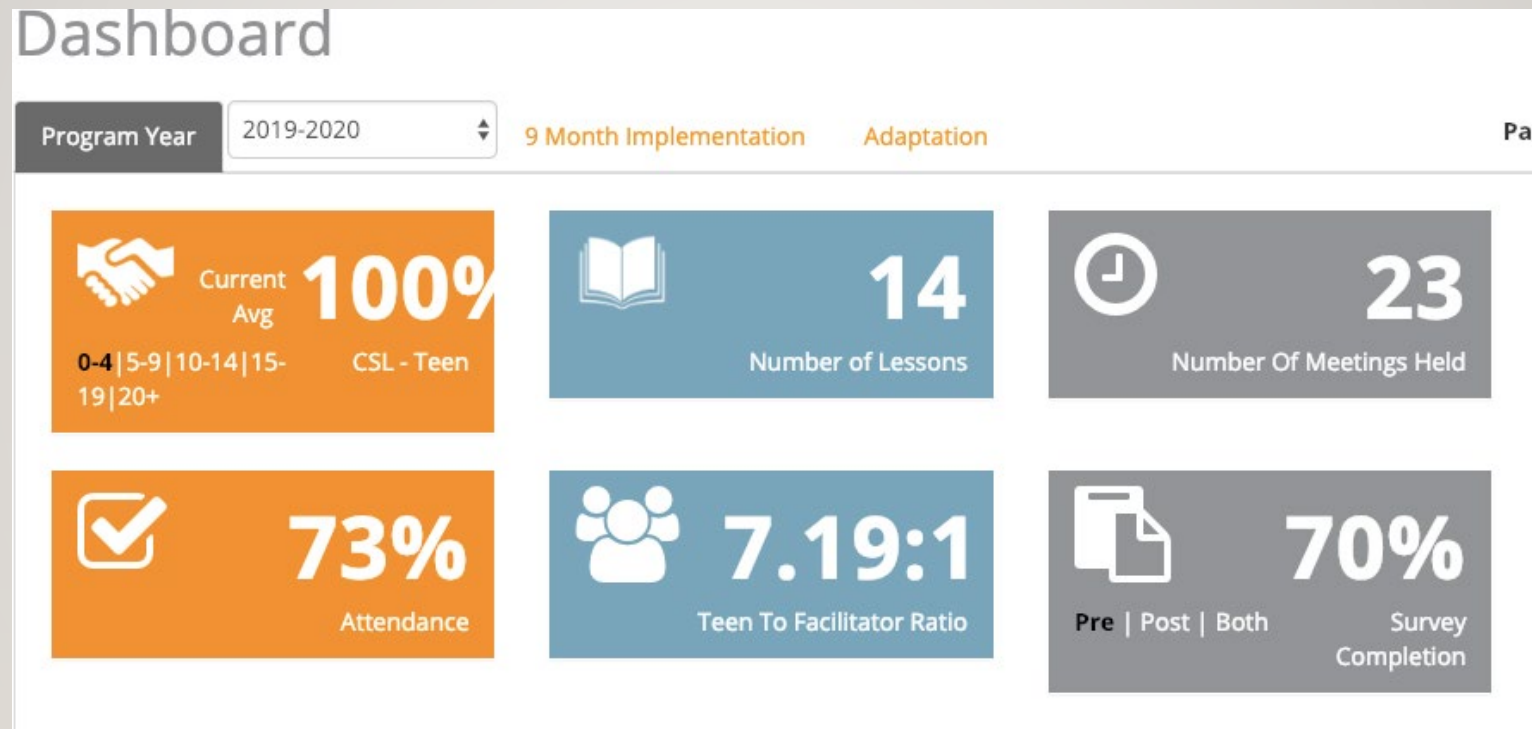 Dashboard
Program Year
2019-2020
9 Month Implementation
Adaptation
Current
Avg
100%
0-4|5-9|10-14|15-
19|20+
CSL - Teen
14
Number of Lessons
23
Number Of Meetings Held
73%
Attendance
7.19:1
Teen To Facilitator Ratio
70%
Pre | Post | Both
Survey
Completion